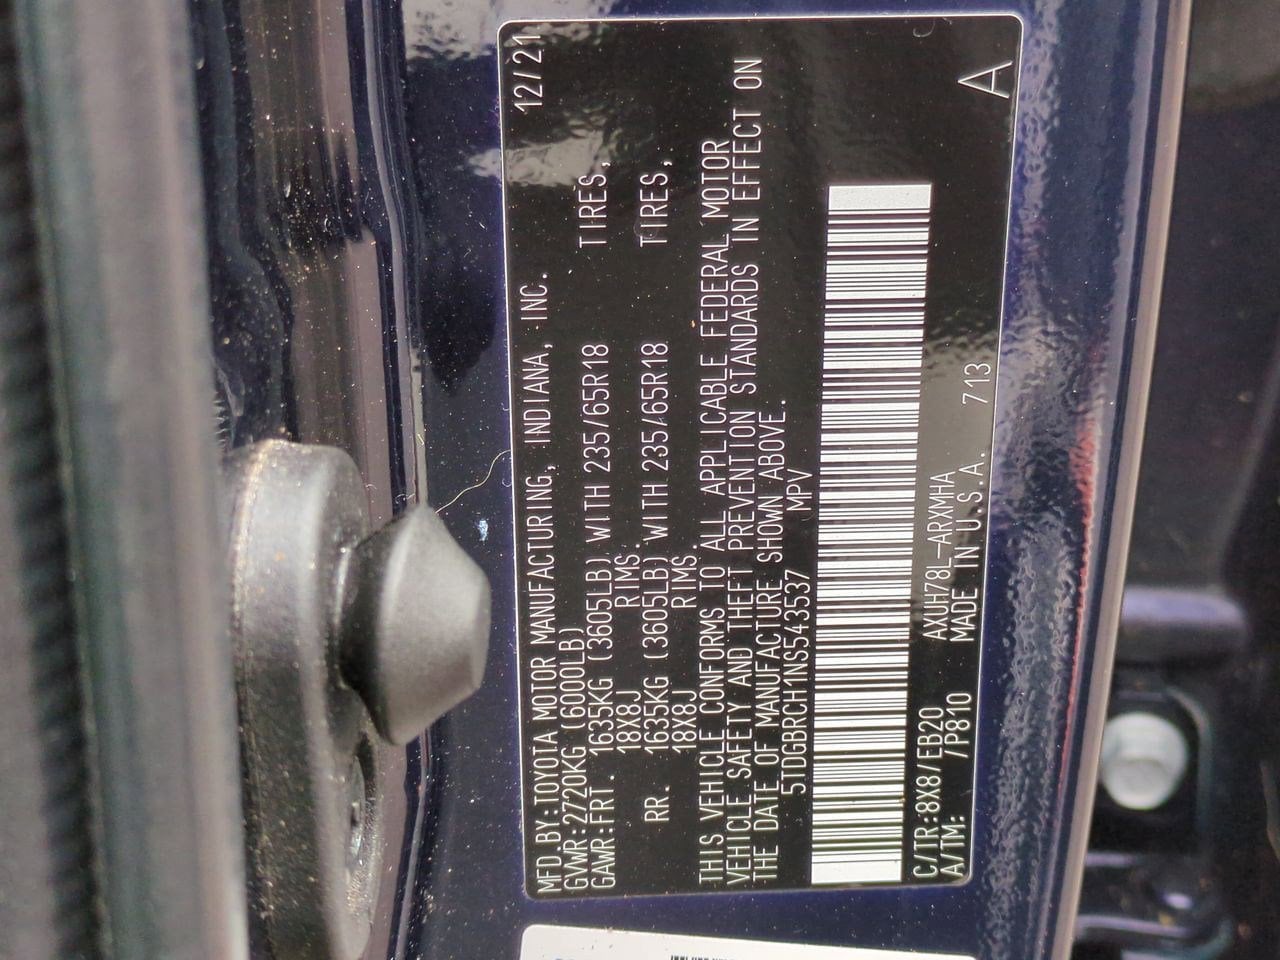 MFD.BY:TOYOTA MOTOR MANUFACTURING, INDIANA, INC. 12/21
GVWR:2720KG (6000LB)
GAWR:FRT. 1635KG (3605LB) WITH 235/65R18 TIRES,
18X8J RIMS.
RR. 1635KG (3605LB) WITH 235/65R18 TIRES,
18X8J RIMS.
THIS VEHICLE CONFORMS TO ALL APPLICABLE FEDERAL MOTOR
VEHICLE SAFETY AND THEFT PREVENTION STANDARDS IN EFFECT ON
THE DATE OF MANUFACTURE SHOWN ABOVE.
5TDGBRCH1NS543537 MPV
C/TR:8X8/EB20 AXUH78L-ARXMHA
A/TM: /P810 MADE IN U.S.A. 713 A